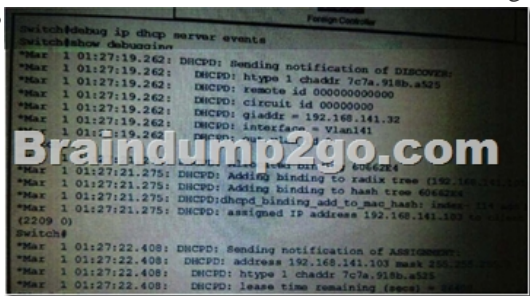 Foreign Controller
Switch#debug ip dhcp server events
Switch#show debugging
*Mar 1 01:27:19.262: DHCPD: Sending notification of DISCOVER:
*Mar 1 01:27:19.262: DHCPD: htype 1 chaddr 7c7a.918b.a525
*Mar 1 01:27:19.262: DHCPD: remote id 000000000000
*Mar 1 01:27:19.262: DHCPD: circuit id 00000000
*Mar 1 01:27:19.262: DHCPD: giaddr = 192.168.141.32
*Mar 1 01:27:19.262: DHCPD: interface = Vlan141
Braindump2go.com
60662E4
*Mar 1 01:27:21.275: DHCPD: Adding binding to radix tree
*Mar 1 01:27:21.275: DHCPD: Adding binding to hash tree 60662E4
*Mar 1 01:27:21.275: DHCPD:dhcpd_binding_add_to_mac_hash: index-
*Mar 1 01:27:21.275: DHCPD: assigned IP address 192.168.141.103 to
(2209 0)
Switch#
*Mar 1 01:27:22.408: DHCPD: Sending notification of ASSIGNMENT:
*Mar 1 01:27:22.408: DHCPD: address 192.168.141.103 mask
*Mar 1 01:27:22.408: DHCPD: htype 1 chaddr 7c7a.918b.a525
*Mar 1 01:27:22.408: DHCPD: lease time remaining (secs) =